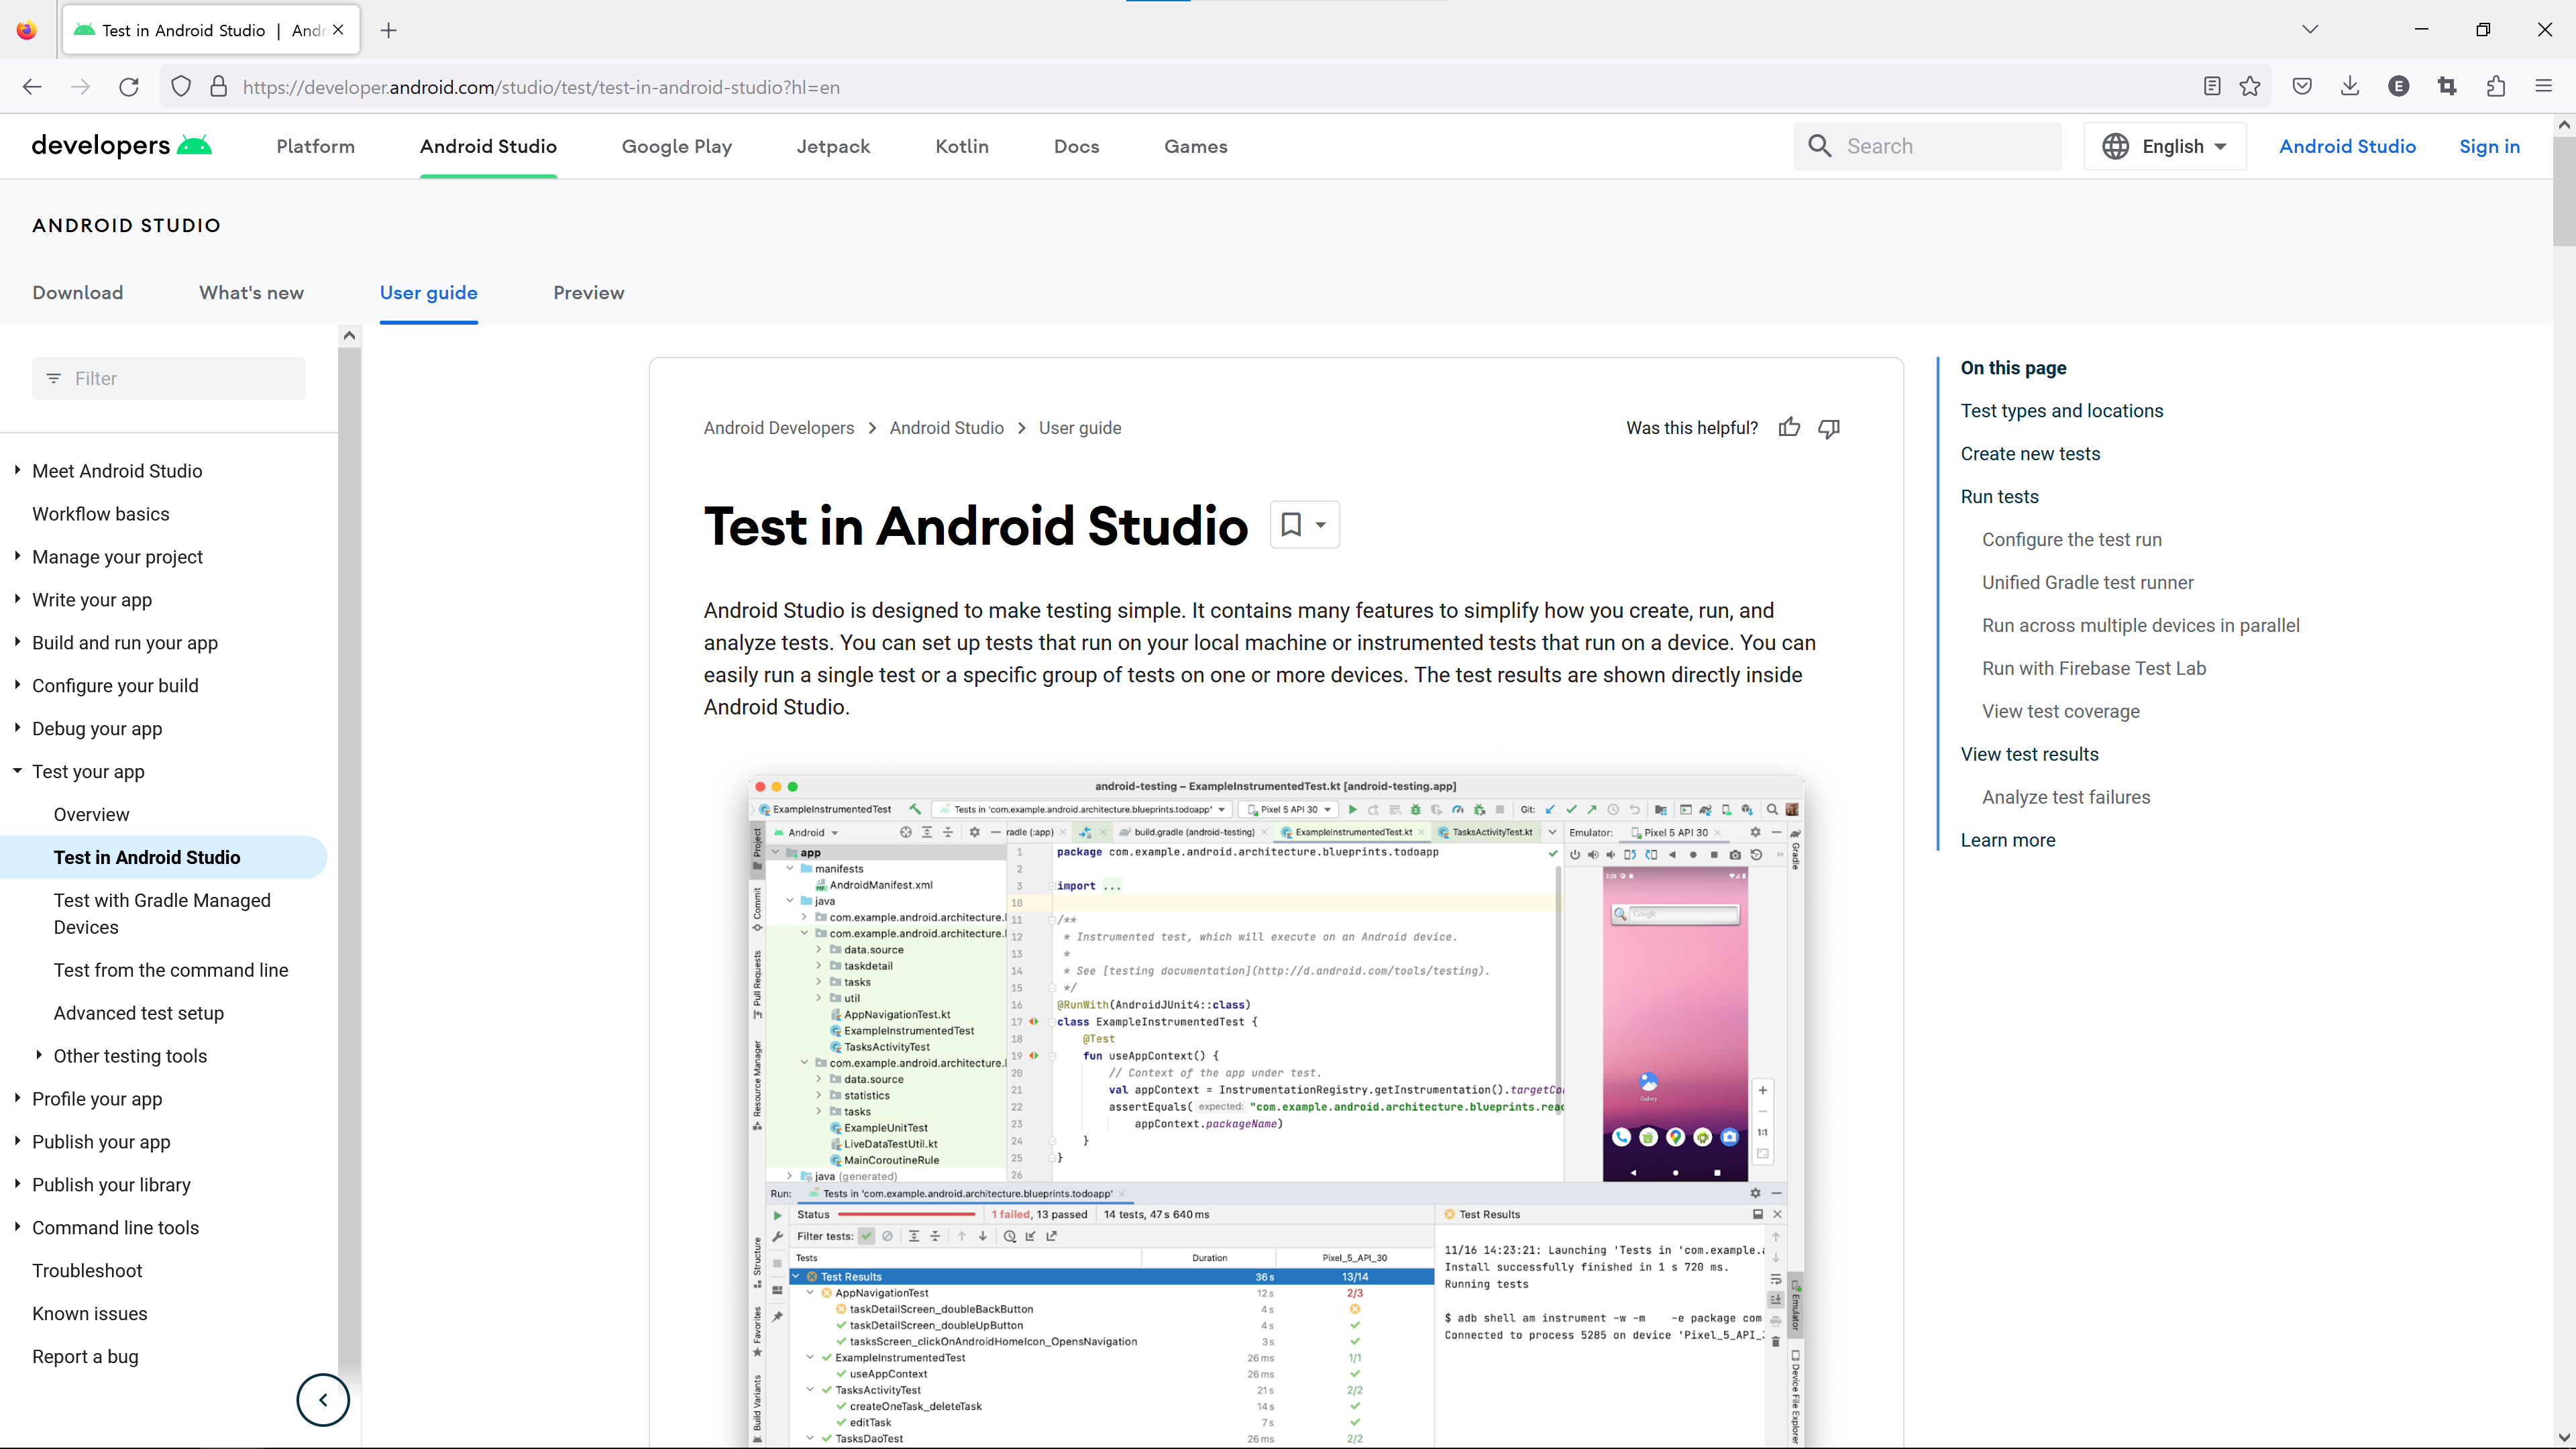 Test in Android Studio | Andr
https://developer.android.com/studio/test/test-in-android-studio?hl=en
developers
Platform
Android Studio
Google Play
Jetpack
Kotlin
Docs
Games
Search
English
Android Studio
Sign in
ANDROID STUDIO
Download
What's new
User guide
Preview
Filter
Meet Android Studio
Workflow basics
Manage your project
Write your app
Build and run your app
Configure your build
Debug your app
Test your app
Overview
Test in Android Studio
Test with Gradle Managed
Devices
Test from the command line
Advanced test setup
Other testing tools
Profile your app
Publish your app
Publish your library
Command line tools
Troubleshoot
Known issues
Report a bug
Android Developers > Android Studio > User guide
Was this helpful?
Test in Android Studio
Android Studio is designed to make testing simple. It contains many features to simplify how you create, run, and
analyze tests. You can set up tests that run on your local machine or instrumented tests that run on a device. You can
easily run a single test or a specific group of tests on one or more devices. The test results are shown directly inside
Android Studio.
android-testing – ExampleInstrumentedTest.kt [android-testing.app]
ExampleInstrumentedTest
Tests in 'com.example.android.architecture.blueprints.todoapp'
Pixel 5 API 30
Git:
Project
Commit
Pull Requests
Resource Manager
Structure
Favorites
Build Variants
Android
app
manifests
AndroidManifest.xml
java
com.example.android.architecture.
com.example.android.architecture.
data.source
taskdetail
tasks
util
AppNavigationTest.kt
ExampleInstrumentedTest
TasksActivityTest
com.example.android.architecture.
data.source
statistics
tasks
ExampleUnitTest
LiveDataTestUtil.kt
MainCoroutineRule
java (generated)
radle (:app)
build.gradle (android-testing)
ExampleInstrumentedTest.kt
TasksActivityTest.kt
1 package com.example.android.architecture.blueprints.todoapp
2
3 import ...
10
11 /**
12 * Instrumented test, which will execute on an Android device.
13 *
14 * See [testing documentation](http://d.android.com/tools/testing).
15 */
16 @RunWith(AndroidJUnit4::class)
17 class ExampleInstrumentedTest {
18 @Test
19 fun useAppContext() {
20 // Context of the app under test.
21 val appContext = InstrumentationRegistry.getInstrumentation().targetCo
22 assertEquals( expected: "com.example.android.architecture.blueprints.reac
23 appContext.packageName)
24 }
25 }
26
Emulator:
Pixel 5 API 30
3:28
Google
Gallery
1:1
Gradle
Emulator
Device File Explorer
Run:
Tests in 'com.example.android.architecture.blueprints.todoapp'
Status
1 failed, 13 passed
14 tests, 47 s 640 ms
Filter tests:
Tests Duration Pixel_5_API_30
Test Results 36 s 13/14
AppNavigationTest 12 s 2/3
taskDetailScreen_doubleBackButton 4 s
taskDetailScreen_doubleUpButton 4 s
tasksScreen_clickOnAndroidHomeIcon_OpensNavigation 3 s
ExampleInstrumentedTest 26 ms 1/1
useAppContext 26 ms
TasksActivityTest 21 s 2/2
createOneTask_deleteTask 14 s
editTask 7 s
TasksDaoTest 26 ms 2/2
Test Results
11/16 14:23:21: Launching 'Tests in 'com.example.
Install successfully finished in 1 s 720 ms.
Running tests
$ adb shell am instrument -w -m -e package com
Connected to process 5285 on device 'Pixel_5_API_
On this page
Test types and locations
Create new tests
Run tests
Configure the test run
Unified Gradle test runner
Run across multiple devices in parallel
Run with Firebase Test Lab
View test coverage
View test results
Analyze test failures
Learn more